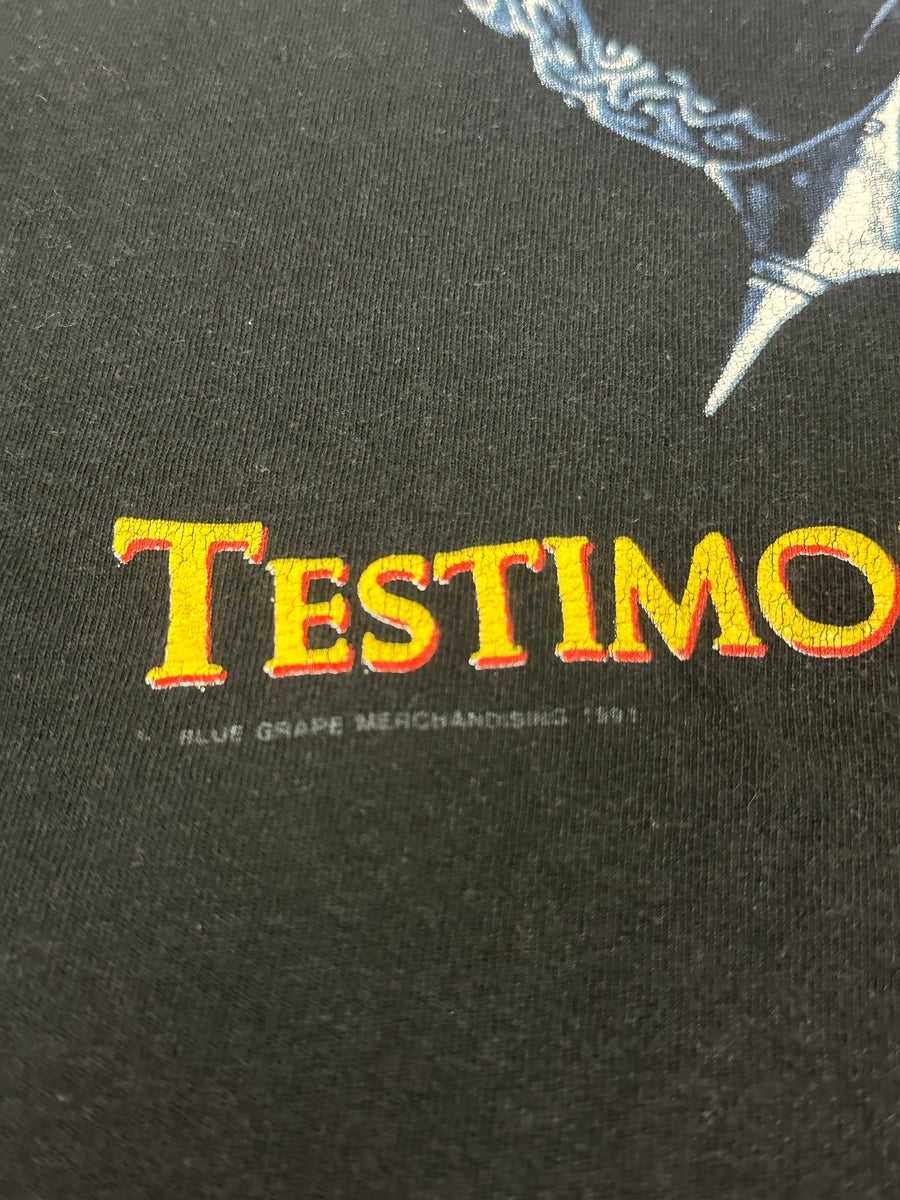 TESTIMO
BLUE GRAPE MERCHANDISING 1991